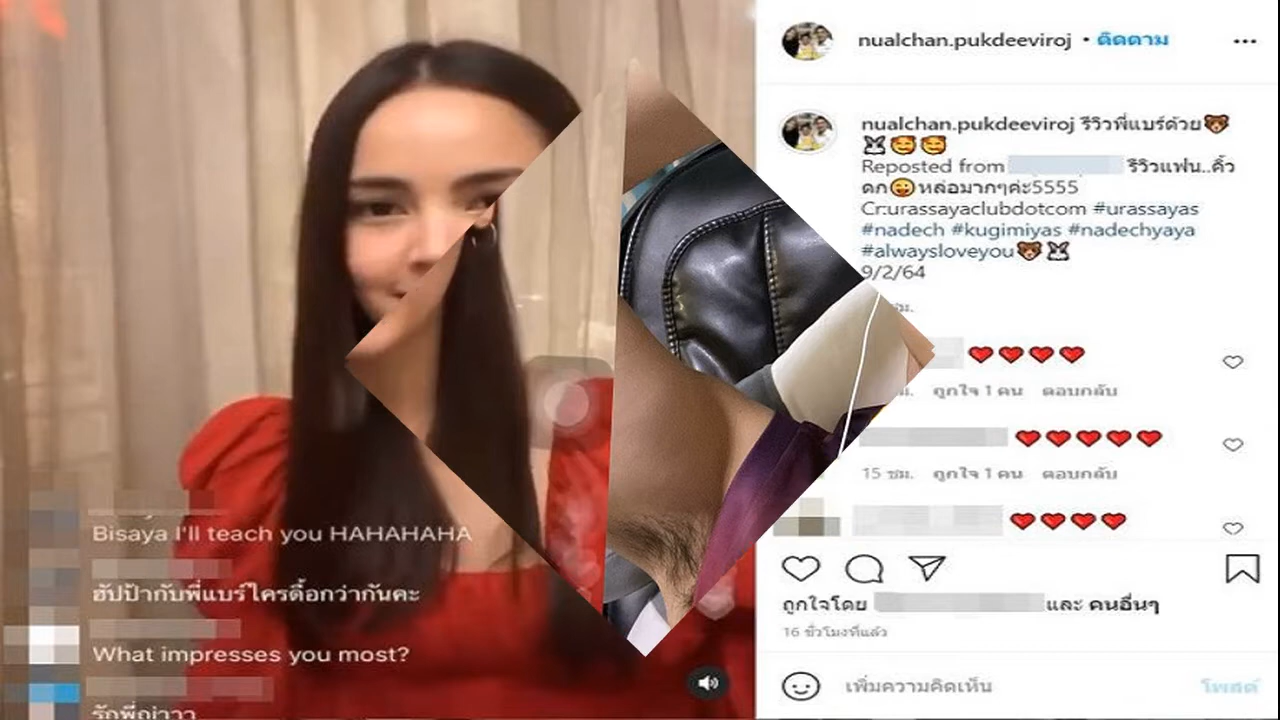 Bisaya I'll teach you HAHAHAHA
ฮัปป้ากับพี่แบร์ใครดื้อกว่ากันคะ
What impresses you most?
nualchan.pukdeeviroj • ติดตาม
nualchan.pukdeeviroj รีวิวพี่แบร์ด้วย🐻
🐰🥰🥰
Reposted from รีวิวแฟน..คิ้ว
ตก😜หล่อมากๆค่ะ5555
Cr:urassayaclubdotcom #urassayas
#nadech #kugimiyas #nadechyaya
#alwaysloveyou🐻🐰
9/2/64
ชม.
❤️❤️❤️❤️
ถูกใจ 1 คน ตอบกลับ
❤️❤️❤️❤️❤️
15 ชม. ถูกใจ 1 คน ตอบกลับ
❤️❤️❤️❤️
ถูกใจโดย และ คนอื่นๆ
16 ชั่วโมงที่แล้ว
เพิ่มความคิดเห็น
โพสต์